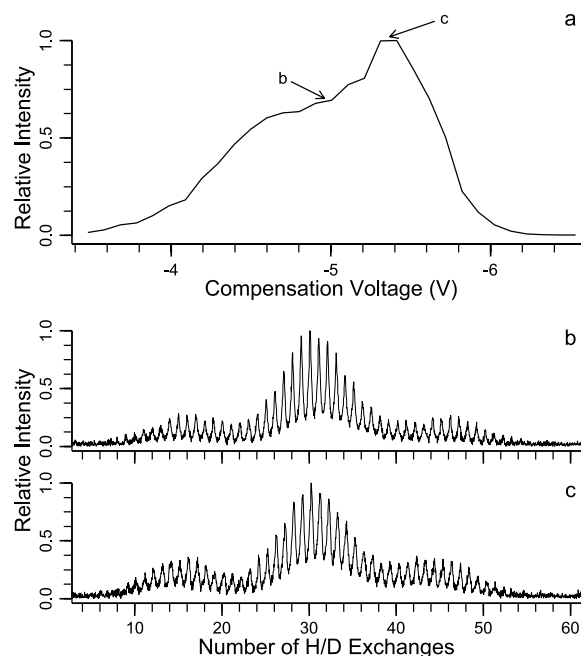 a
c
b
1.0
0.5
0.0
Relative Intensity
-4
-5
-6
Compensation Voltage (V)
b
1.0
0.5
0.0
Relative Intensity
c
1.0
0.5
0.0
10
20
30
40
50
60
Number of H/D Exchanges